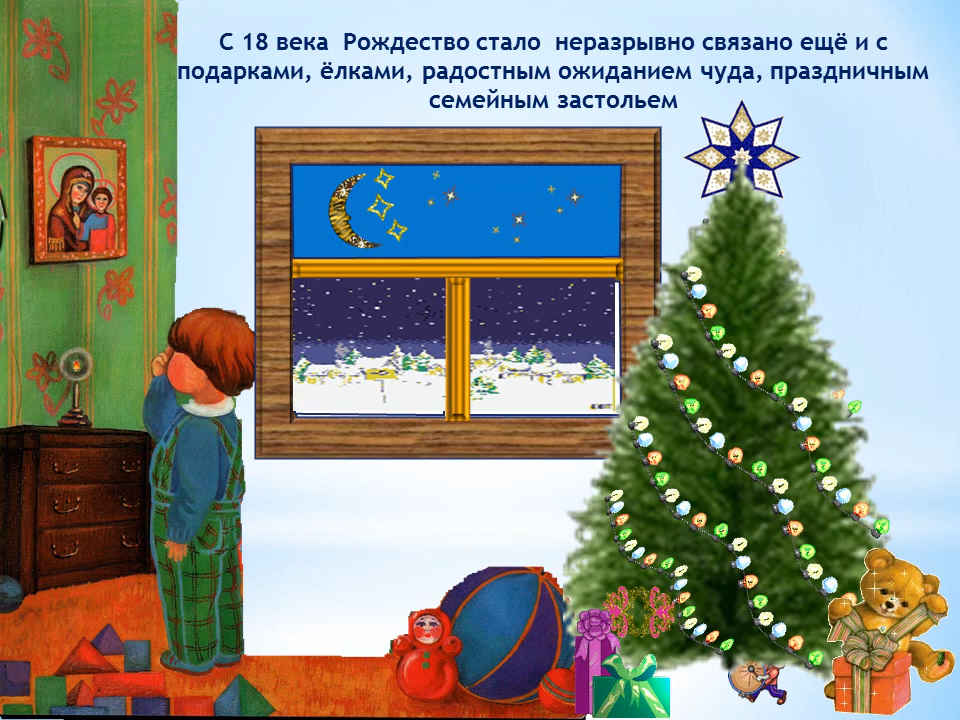 С 18 века Рождество стало неразрывно связано ещё и с
подарками, ёлками, радостным ожиданием чуда, праздничным
семейным застольем